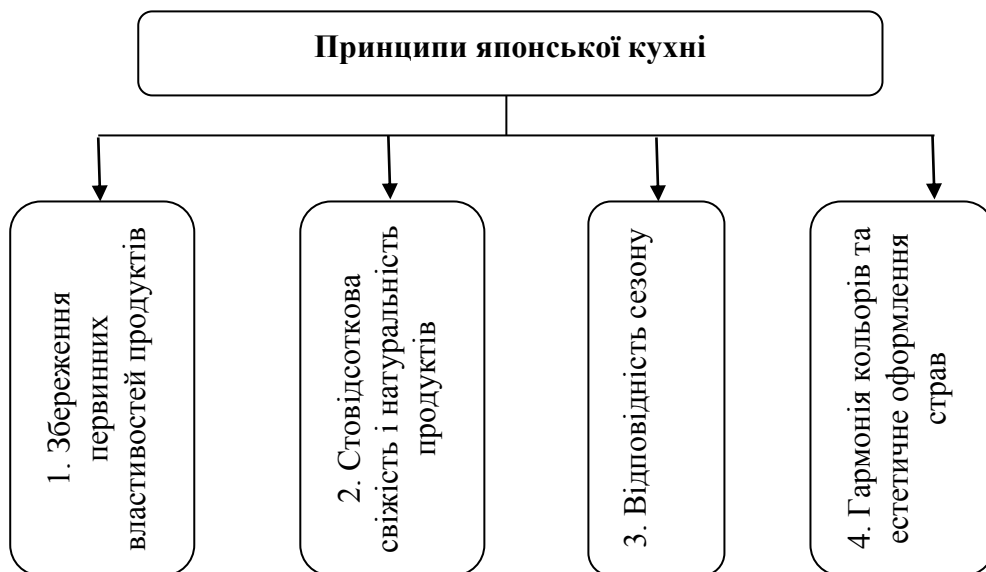 Принципи японської кухні
1. Збереження
первинних
властивостей продуктів
2. Стовідсоткова
свіжість і натуральність
продуктів
3. Відповідність сезону
4. Гармонія кольорів та
естетичне оформлення
страв